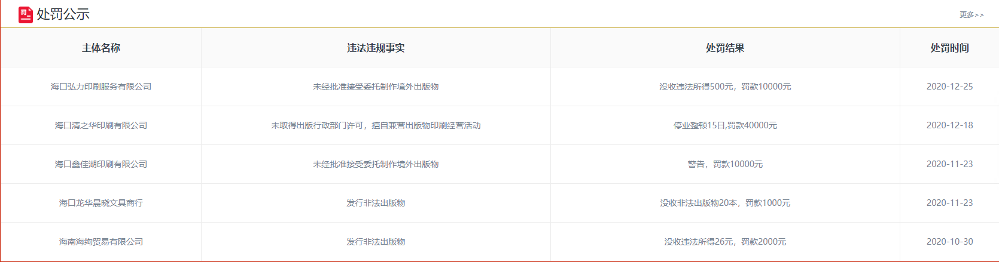 罚
处罚公示
更多>>
主体名称 违法违规事实 处罚结果 处罚时间
海口弘力印刷服务有限公司 未经批准接受委托制作境外出版物 没收违法所得500元，罚款10000元 2020-12-25
海口清之华印刷有限公司 未取得出版行政部门许可，擅自兼营出版物印刷经营活动 停业整顿15日,罚款40000元 2020-12-18
海口鑫佳湖印刷有限公司 未经批准接受委托制作境外出版物 警告，罚款10000元 2020-11-23
海口龙华晨晓文具商行 发行非法出版物 没收非法出版物20本，罚款1000元 2020-11-23
海南海绚贸易有限公司 发行非法出版物 没收违法所得26元，罚款2000元 2020-10-30